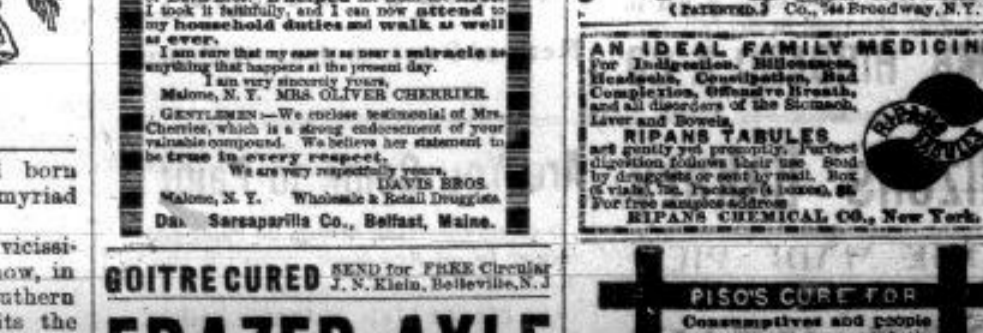 born
myriad
vicissi-
now, in
uthern
its the
I took it faithfully, and I can now attend to
my household duties and walk as well
as ever.
I am sure that my case is as near a miracle as
anything that happens at the present day.
I am very sincerely yours,
Malone, N. Y. MRS. OLIVER CHERRIER.
GENTLEMEN:—We enclose testimonial of Mrs.
Cherrier, which is a strong endorsement of your
valuable compound. We believe her statement to
be true in every respect.
We are very respectfully yours,
DAVIS BROS.
Malone, N. Y. Wholesale & Retail Druggists
Sarsaparilla Co., Belfast, Maine.
GOITRE CURED SEND for FREE Circular
J. N. Klein, Belleville, N. J
FRAZER AXLE
(PATENTED.) Co., 744 Broadway, N. Y.
AN IDEAL FAMILY MEDICIN
For Indigestion, Biliousness,
Headache, Constipation, Bad
Complexion, Offensive Breath,
and all disorders of the Stomach,
Liver and Bowels,
RIPANS TABULES
act gently yet promptly. Perfect
digestion follows their use. Sold
by druggists or sent by mail. Box
(6 vials), 75c. Package (4 boxes), $2.
For free samples address
RIPANS CHEMICAL CO., New York.
RIPANS
TABULES
PISO'S CURE FOR
Consumptives and people